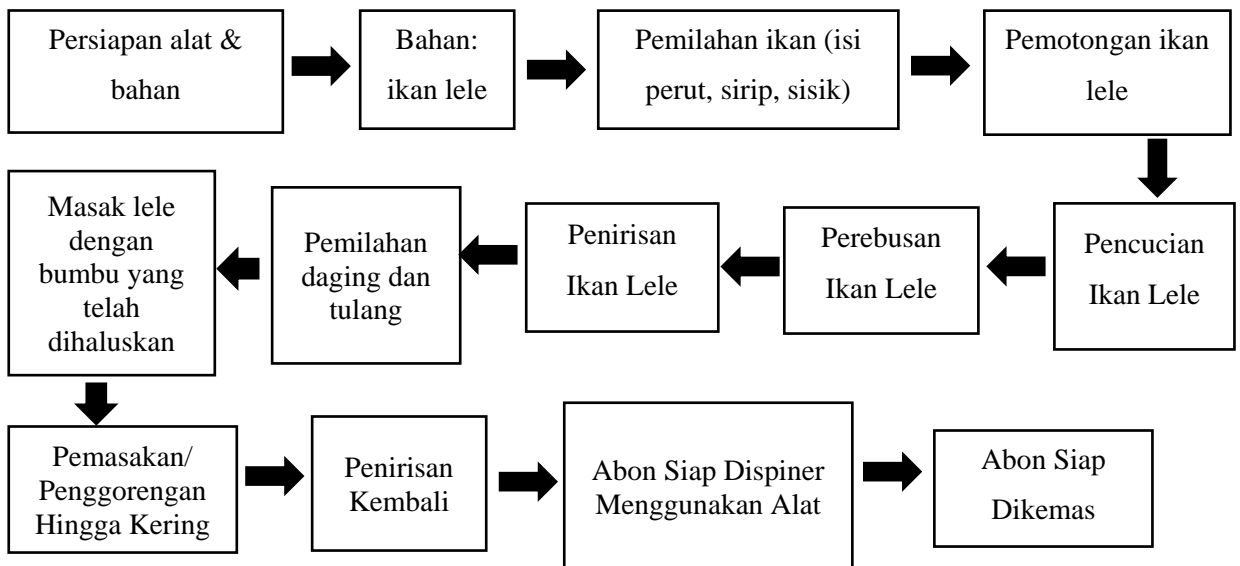 Persiapan alat &
bahan
Bahan:
ikan lele
Pemilahan ikan (isi
perut, sirip, sisik)
Pemotongan ikan
lele
Pencucian
Ikan Lele
Perebusan
Ikan Lele
Penirisan
Ikan Lele
Pemilahan
daging dan
tulang
Masak lele
dengan
bumbu yang
telah
dihaluskan
Pemasakan/
Penggorengan
Hingga Kering
Penirisan
Kembali
Abon Siap Dispiner
Menggunakan Alat
Abon Siap
Dikemas